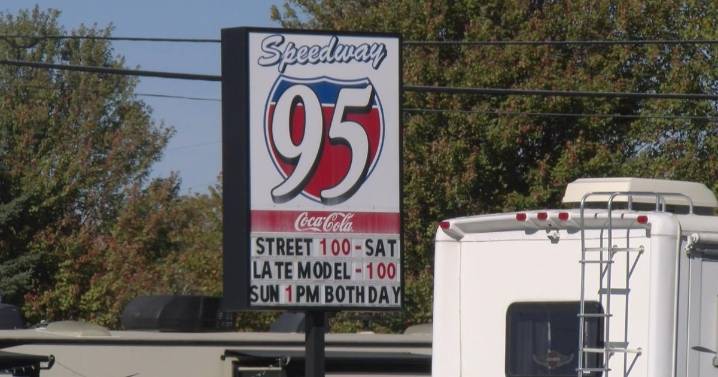 Speedway
95
Coca-Cola
STREET 100-SAT
LATE MODEL-100
SUN 1PM BOTH DAY